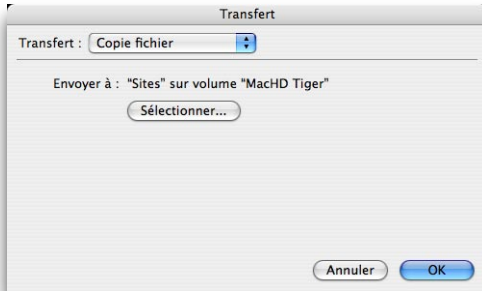 Transfert
Transfert : Copie fichier
Envoyer à : “Sites” sur volume “MacHD Tiger”
Sélectionner...
Annuler OK